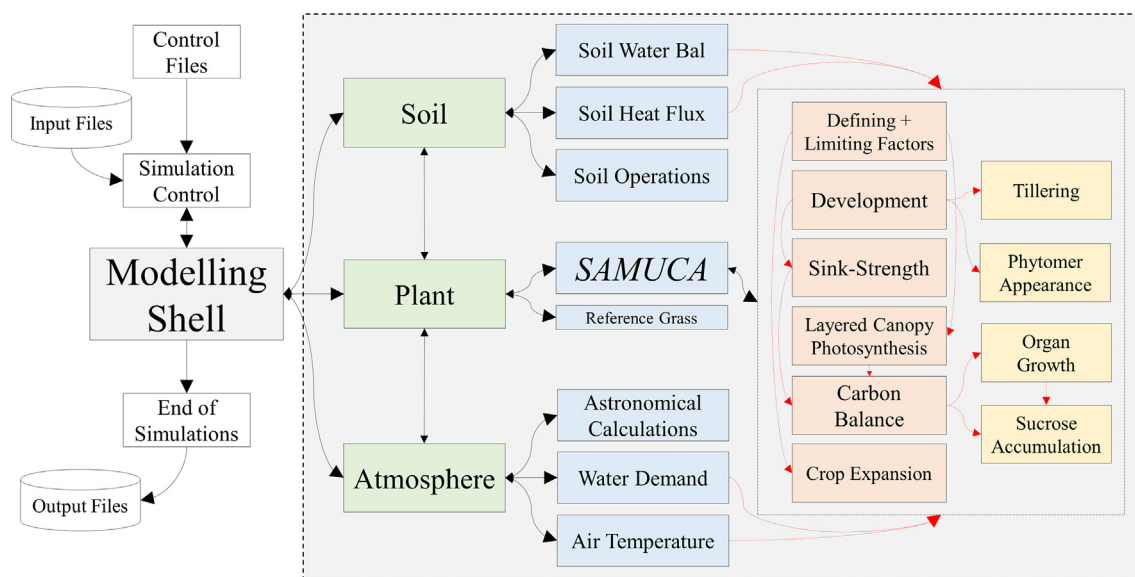 Control
Files
Input Files
Simulation
Control
Modelling
Shell
End of
Simulations
Output Files
Soil
Plant
Atmosphere
Soil Water Bal
Soil Heat Flux
Soil Operations
SAMUCA
Reference Grass
Astronomical
Calculations
Water Demand
Air Temperature
Defining +
Limiting Factors
Development
Sink-Strength
Layered Canopy
Photosynthesis
Carbon
Balance
Crop Expansion
Tillering
Phytomer
Appearance
Organ
Growth
Sucrose
Accumulation